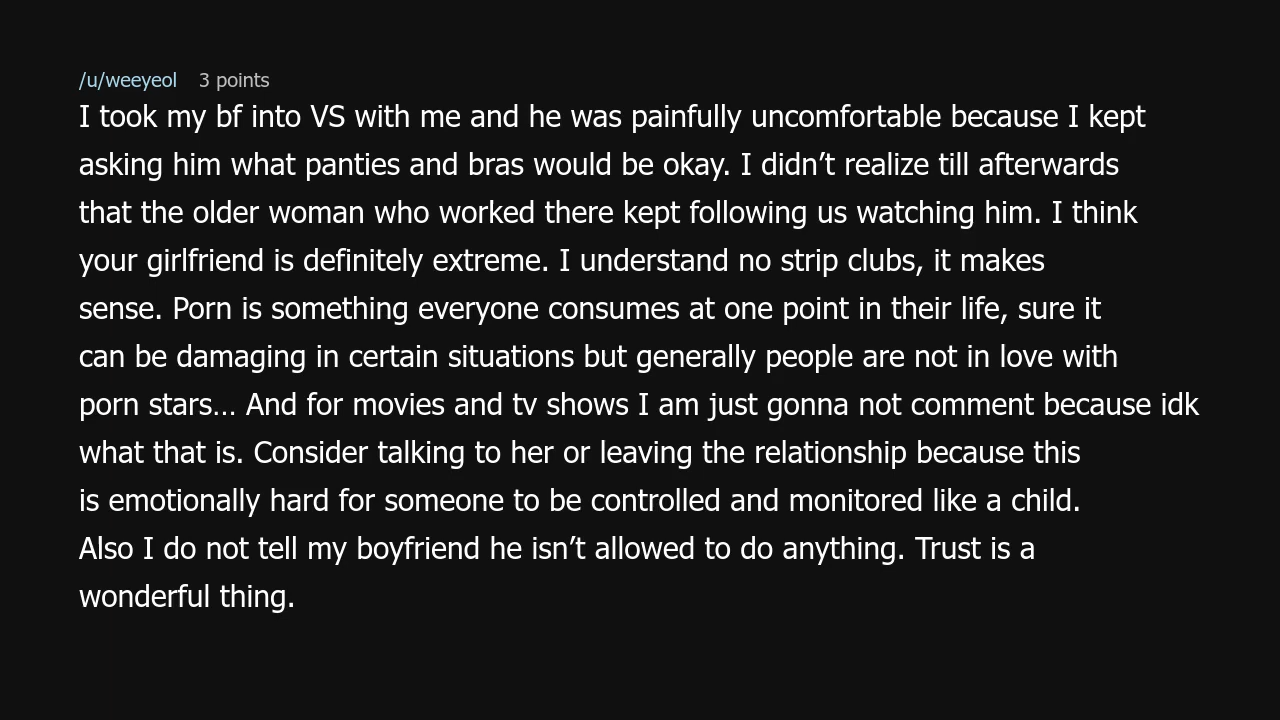 /u/weeyeol 3 points
I took my bf into VS with me and he was painfully uncomfortable because I kept
asking him what panties and bras would be okay. I didn’t realize till afterwards
that the older woman who worked there kept following us watching him. I think
your girlfriend is definitely extreme. I understand no strip clubs, it makes
sense. Porn is something everyone consumes at one point in their life, sure it
can be damaging in certain situations but generally people are not in love with
porn stars... And for movies and tv shows I am just gonna not comment because idk
what that is. Consider talking to her or leaving the relationship because this
is emotionally hard for someone to be controlled and monitored like a child.
Also I do not tell my boyfriend he isn’t allowed to do anything. Trust is a
wonderful thing.